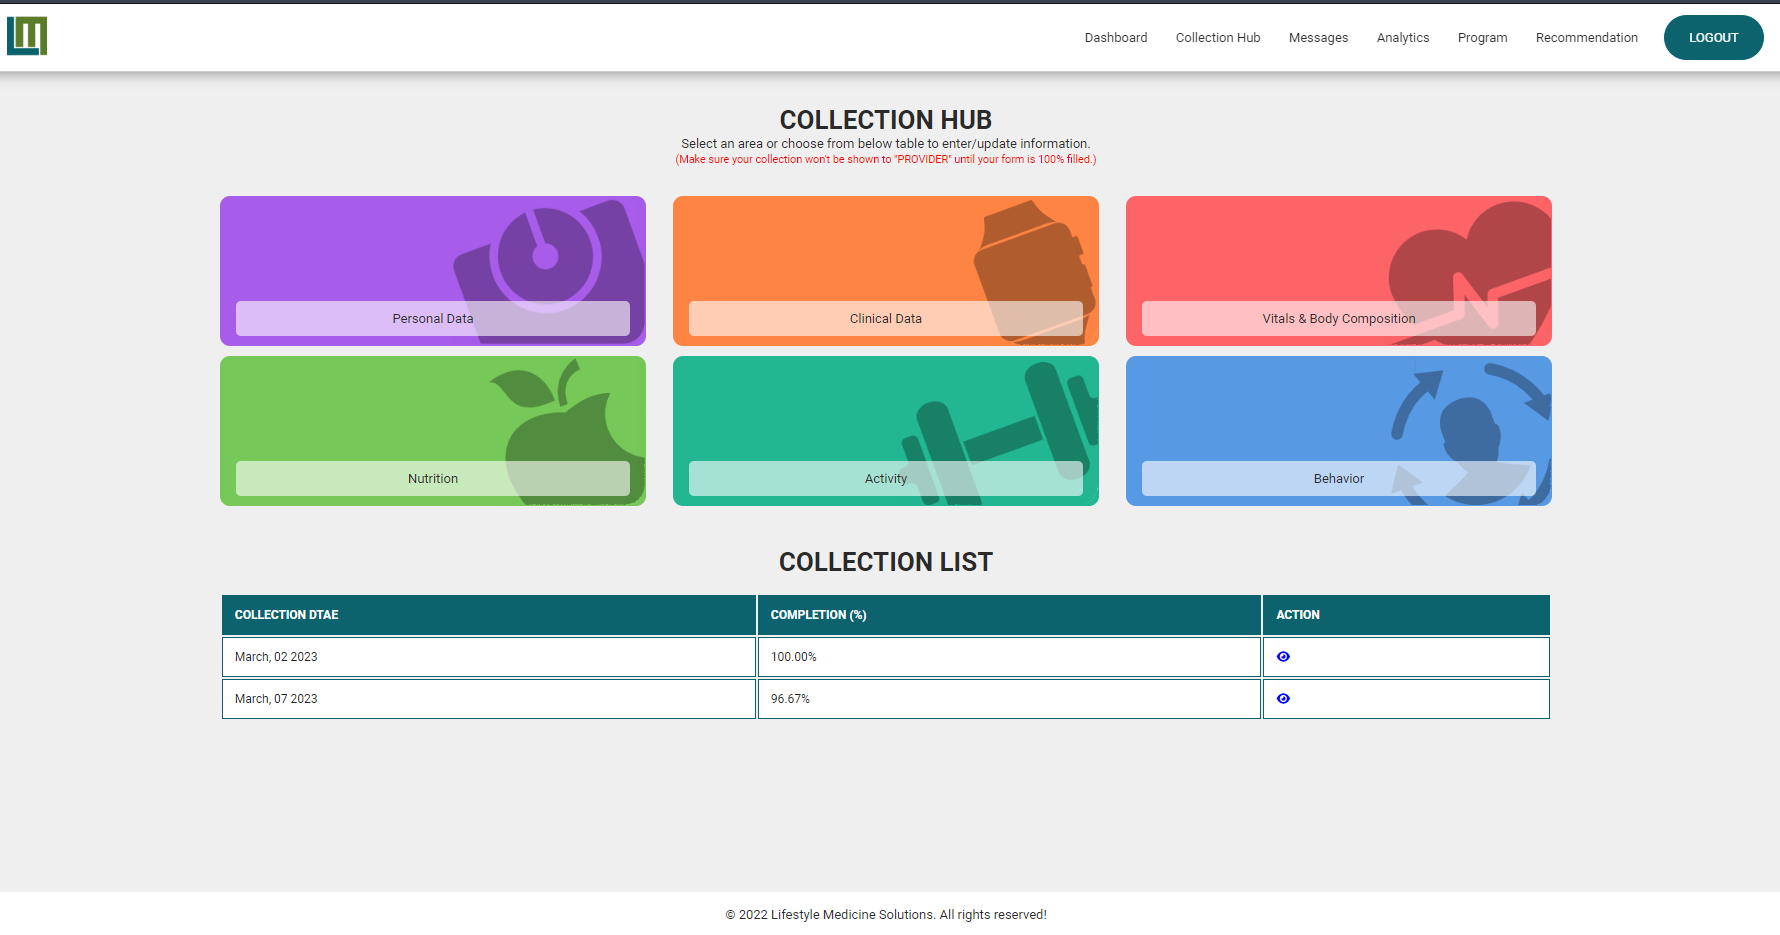 LM
Dashboard Collection Hub Messages Analytics Program Recommendation LOGOUT
COLLECTION HUB
Select an area or choose from below table to enter/update information.
(Make sure your collection won't be shown to "PROVIDER" until your form is 100% filled.)
Personal Data Clinical Data Vitals & Body Composition
Nutrition Activity Behavior
COLLECTION LIST
COLLECTION DTAE COMPLETION (%) ACTION
March, 02 2023 100.00%
March, 07 2023 96.67%
© 2022 Lifestyle Medicine Solutions. All rights reserved!